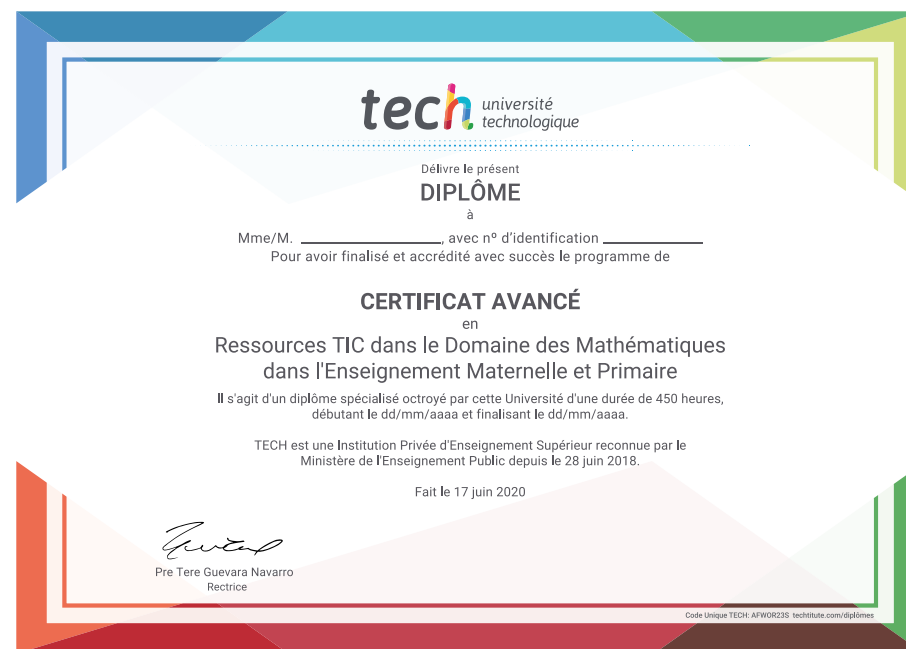 tech université
technologique
Délivre le présent
DIPLÔME
à
Mme/M. ____________________, avec nº d'identification ______________
Pour avoir finalisé et accrédité avec succès le programme de
CERTIFICAT AVANCÉ
en
Ressources TIC dans le Domaine des Mathématiques
dans l'Enseignement Maternelle et Primaire
Il s'agit d'un diplôme spécialisé octroyé par cette Université d'une durée de 450 heures,
débutant le dd/mm/aaaa et finalisant le dd/mm/aaaa.
TECH est une Institution Privée d'Enseignement Supérieur reconnue par le
Ministère de l'Enseignement Public depuis le 28 juin 2018.
Fait le 17 juin 2020
Pre Tere Guevara Navarro
Rectrice
Code Unique TECH: AFWOR23S techtitute.com/diplômes